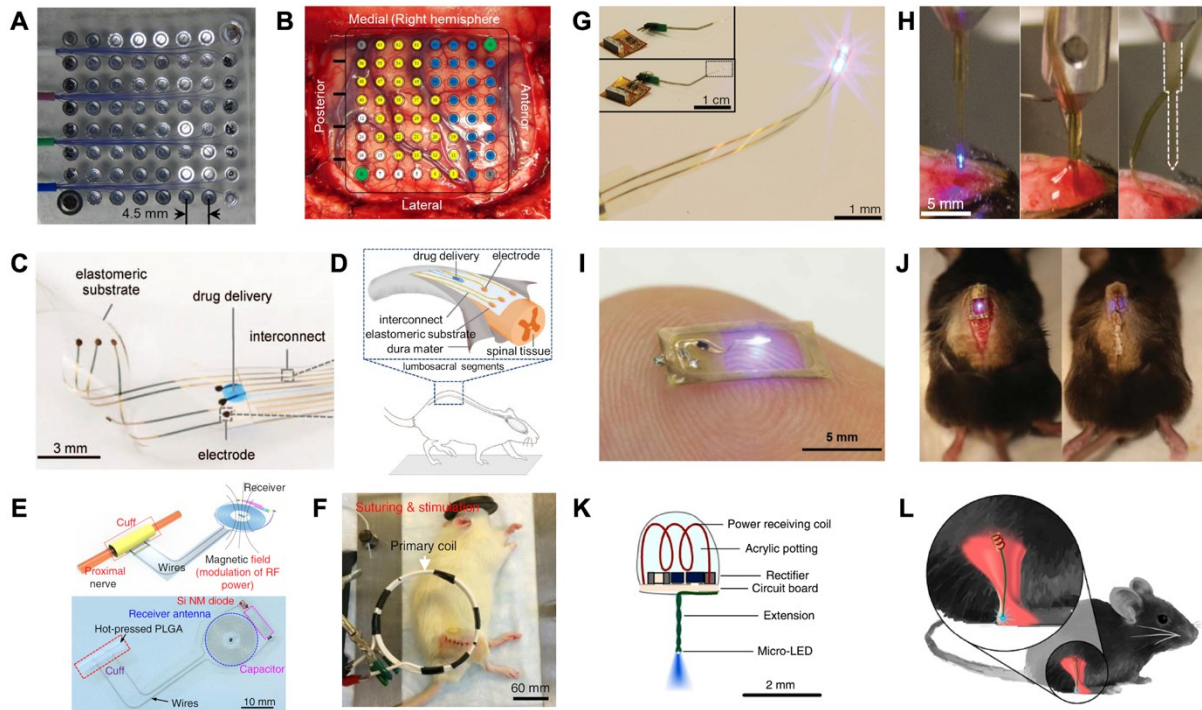 A
4.5 mm
B
Medial (Right hemisphere
Posterior
Anterior
Lateral
C
elastomeric
substrate
drug delivery
interconnect
electrode
3 mm
D
drug delivery
electrode
interconnect
elastomeric substrate
dura mater
spinal tissue
lumbosacral segments
E
Receiver
Cuff
Proximal
nerve
Wires
Magnetic field
(modulation of RF
power)
Si NM diode
Receiver antenna
Hot-pressed PLGA
Cuff
Capacitor
Wires
10 mm
F
Suturing & stimulation
Primary coil
60 mm
G
1 cm
1 mm
H
5 mm
I
5 mm
J
K
Power receiving coil
Acrylic potting
Rectifier
Circuit board
Extension
Micro-LED
2 mm
L